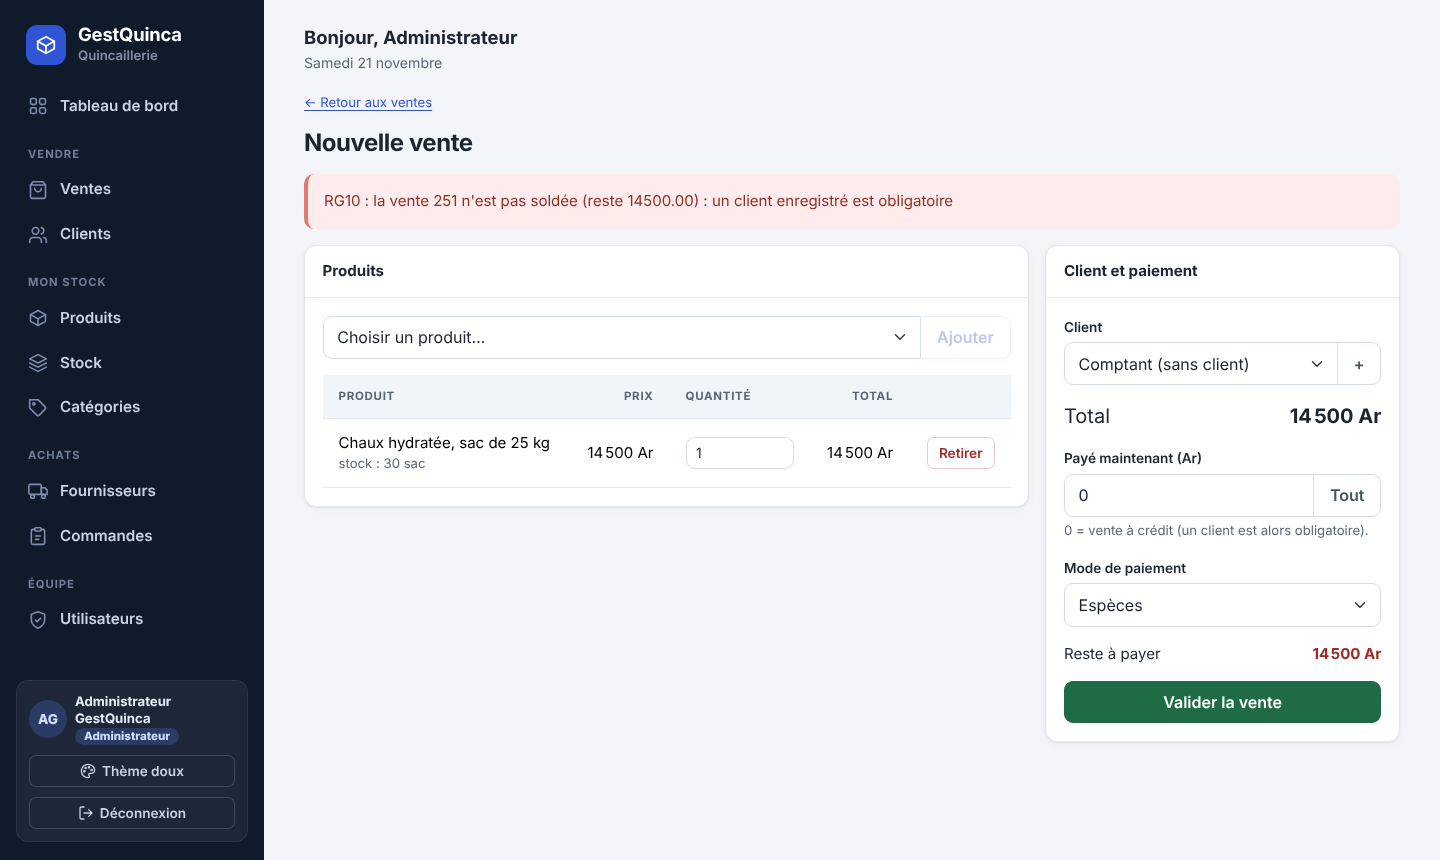 GestQuinca
Quincaillerie
Tableau de bord
VENDRE
Ventes
Clients
MON STOCK
Produits
Stock
Catégories
ACHATS
Fournisseurs
Commandes
ÉQUIPE
Utilisateurs
AG
Administrateur
GestQuinca
Administrateur
Thème doux
Déconnexion
Bonjour, Administrateur
Samedi 21 novembre
← Retour aux ventes
Nouvelle vente
RG10 : la vente 251 n'est pas soldée (reste 14500.00) : un client enregistré est obligatoire
Produits
Choisir un produit...
Ajouter
PRODUIT PRIX QUANTITÉ TOTAL
Chaux hydratée, sac de 25 kg
stock : 30 sac
14 500 Ar 1 14 500 Ar Retirer
Client et paiement
Client
Comptant (sans client) +
Total 14 500 Ar
Payé maintenant (Ar)
0 Tout
0 = vente à crédit (un client est alors obligatoire).
Mode de paiement
Espèces
Reste à payer 14 500 Ar
Valider la vente